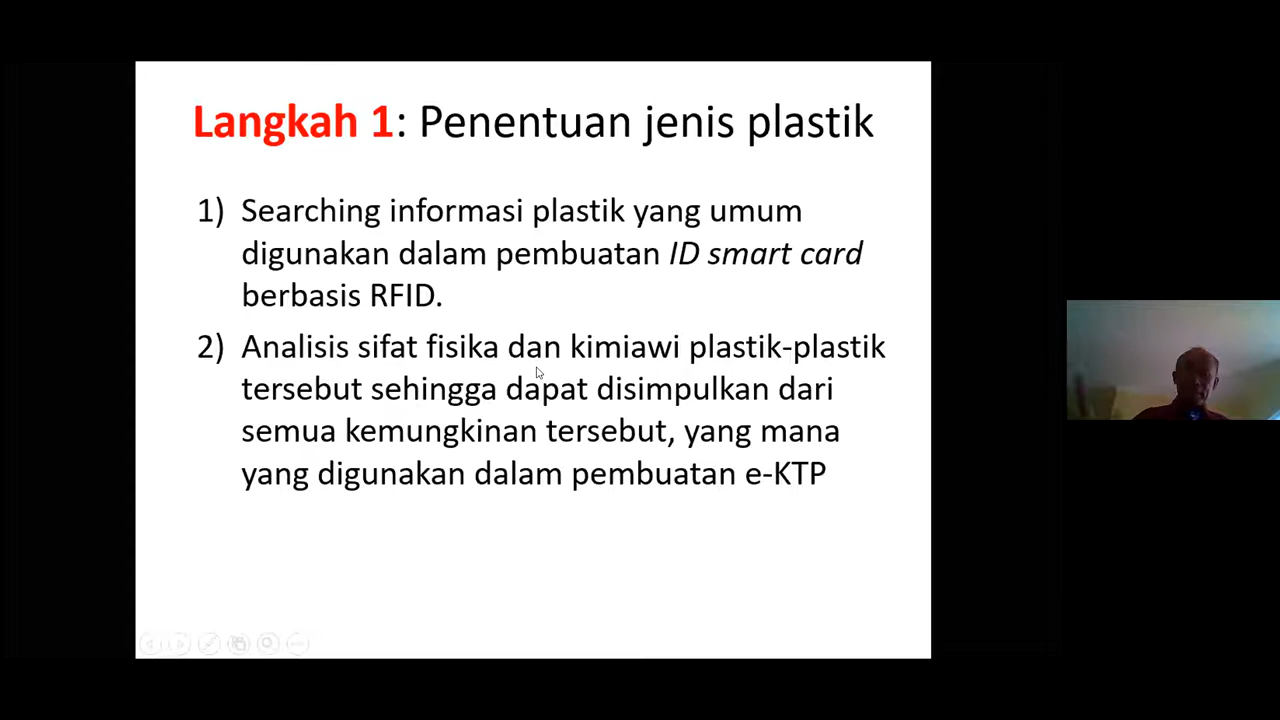 Langkah 1: Penentuan jenis plastik
1) Searching informasi plastik yang umum
digunakan dalam pembuatan ID smart card
berbasis RFID.
2) Analisis sifat fisika dan kimiawi plastik-plastik
tersebut sehingga dapat disimpulkan dari
semua kemungkinan tersebut, yang mana
yang digunakan dalam pembuatan e-KTP